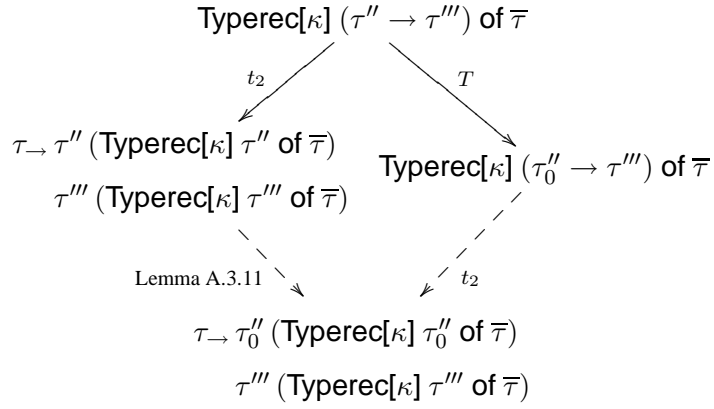 Typerec[κ] (τ′′ → τ′′′) of τ̅
t₂
T
τ→ τ′′ (Typerec[κ] τ′′ of τ̅)
τ′′′ (Typerec[κ] τ′′′ of τ̅)
Typerec[κ] (τ₀′′ → τ′′′) of τ̅
Lemma A.3.11
t₂
τ→ τ₀′′ (Typerec[κ] τ₀′′ of τ̅)
τ′′′ (Typerec[κ] τ′′′ of τ̅)